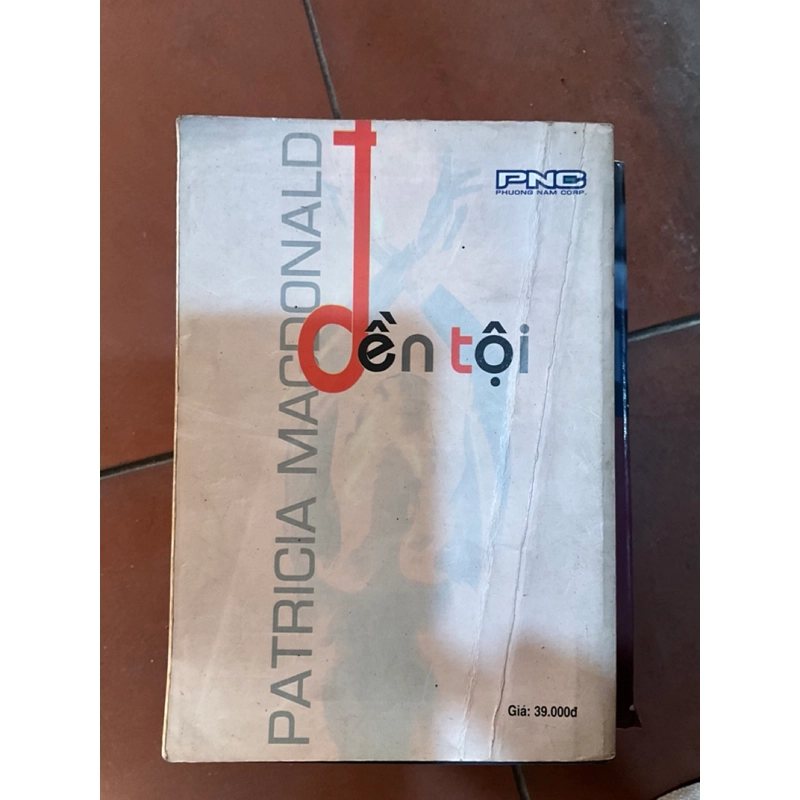 PATRICIA MACDONALD
PNC
PHUONG NAM CORP.
đền tội
Giá: 39.000đ